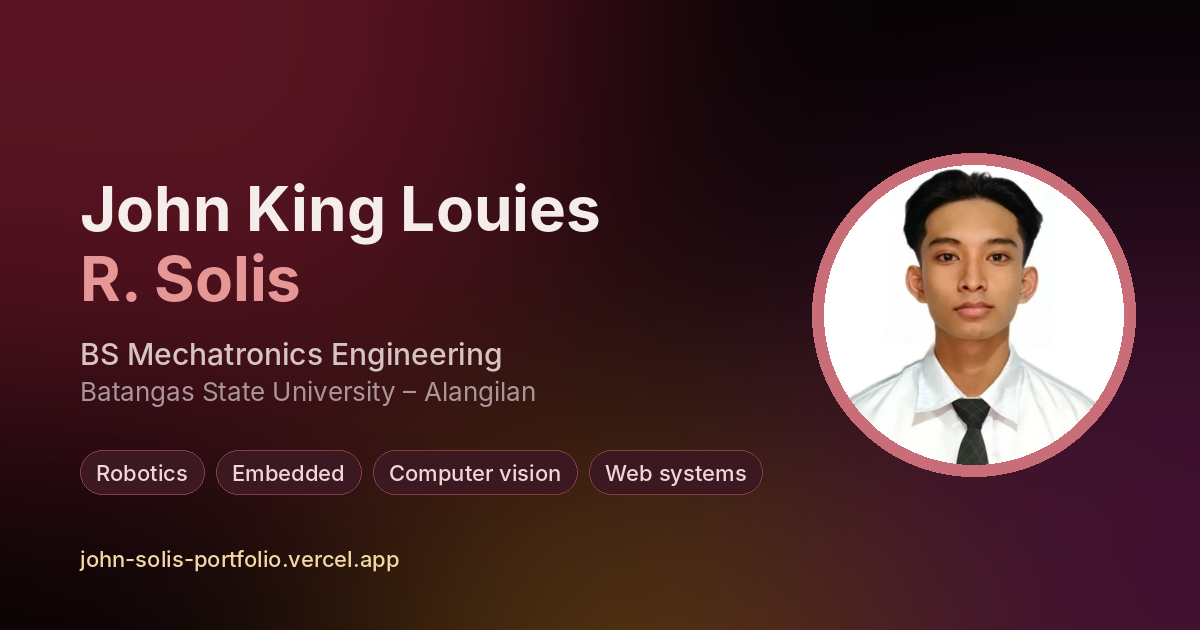 John King Louies
R. Solis
BS Mechatronics Engineering
Batangas State University – Alangilan
Robotics Embedded Computer vision Web systems
john-solis-portfolio.vercel.app